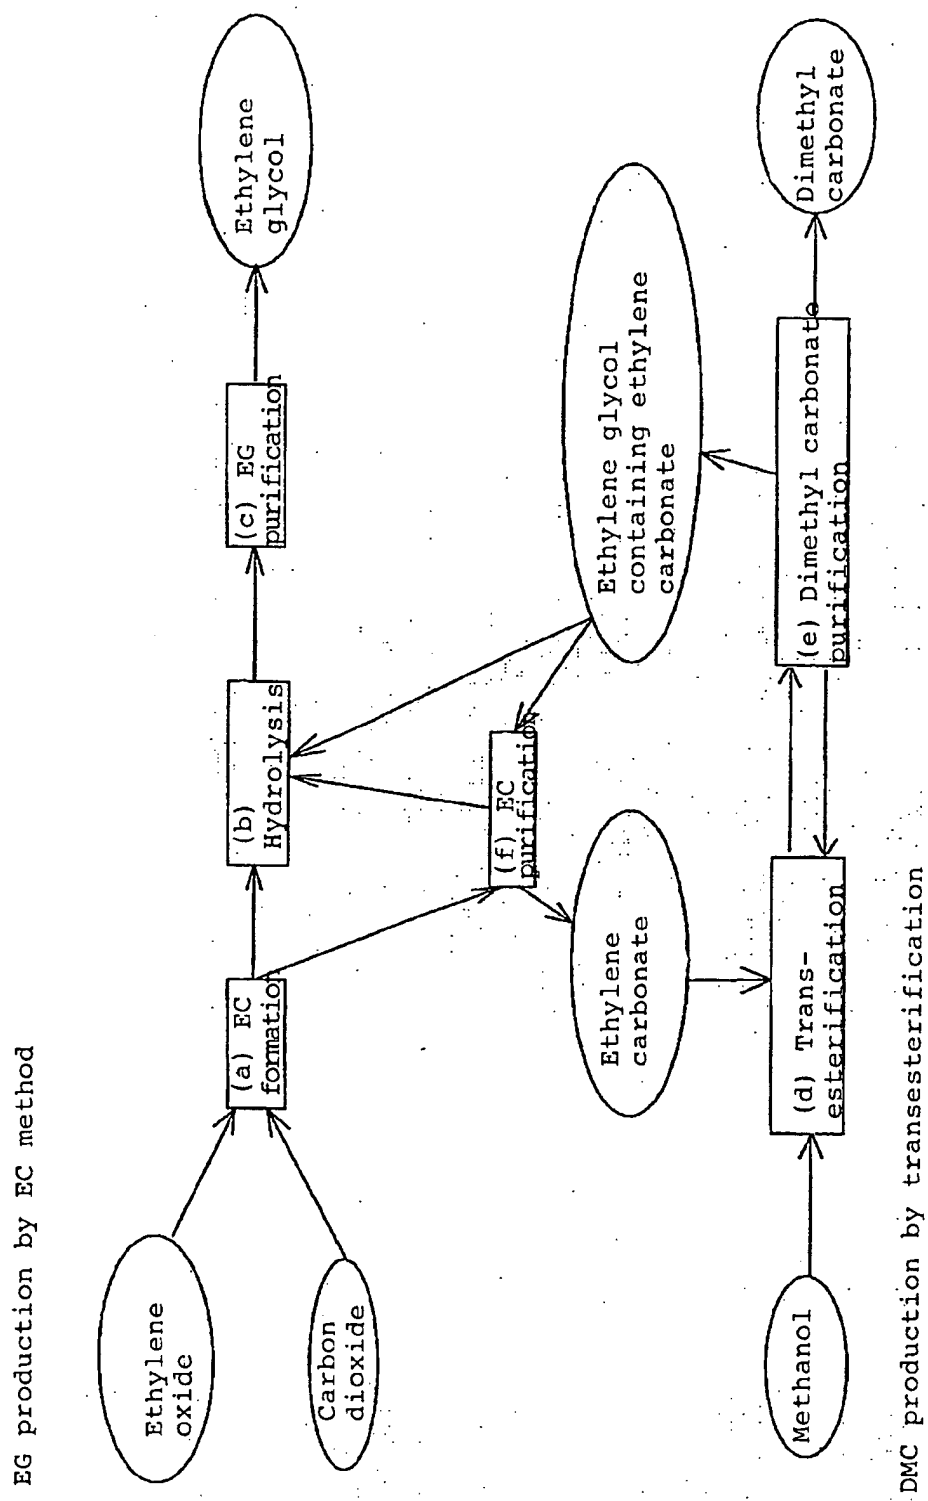 EG production by EC method
Ethylene
oxide
Carbon
dioxide
(a) EC
formation
(b)
Hydrolysis
(c) EG
purification
Ethylene
glycol
(f) EC
purification
Ethylene
carbonate
Ethylene glycol
containing ethylene
carbonate
Methanol
(d) Trans-
esterification
(e) Dimethyl carbonate
purification
Dimethyl
carbonate
DMC production by transesterification